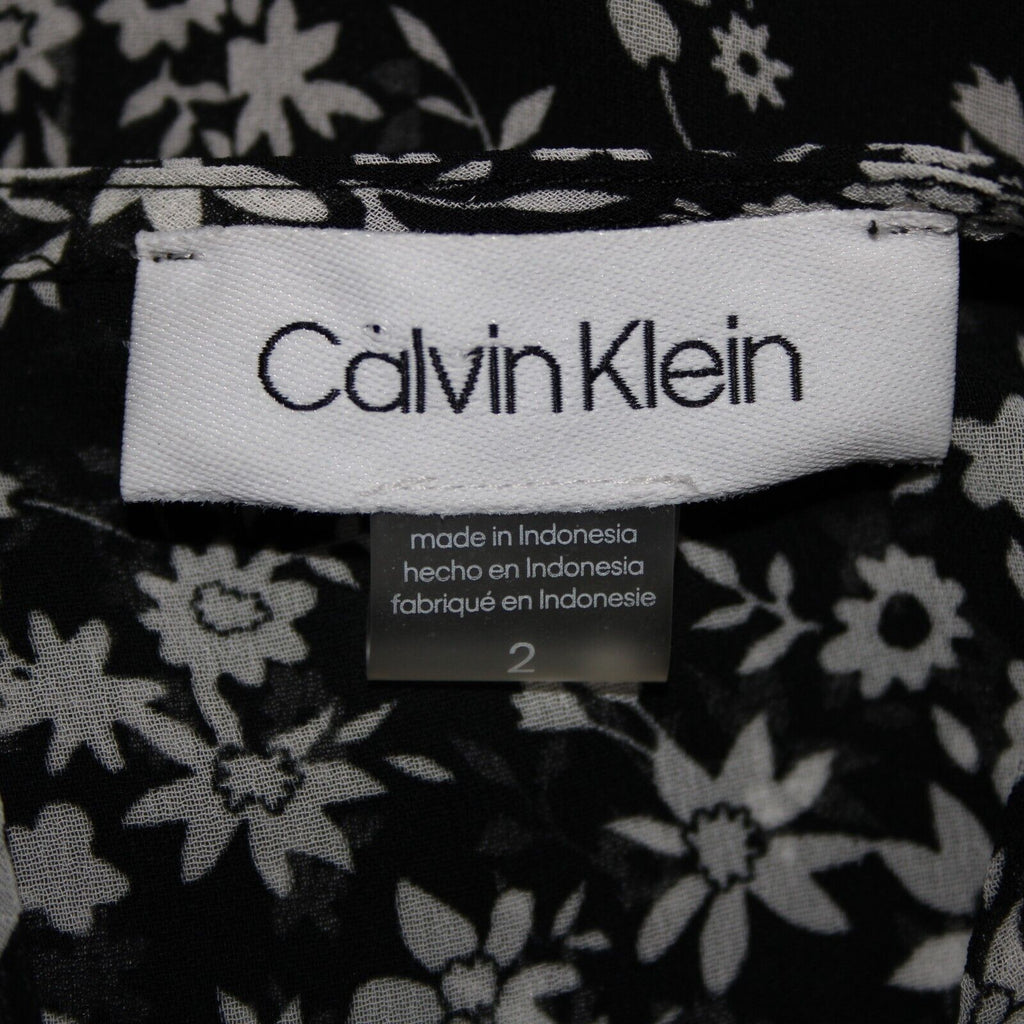 Calvin Klein
made in Indonesia
hecho en Indonesia
fabriqué en Indonesie
2